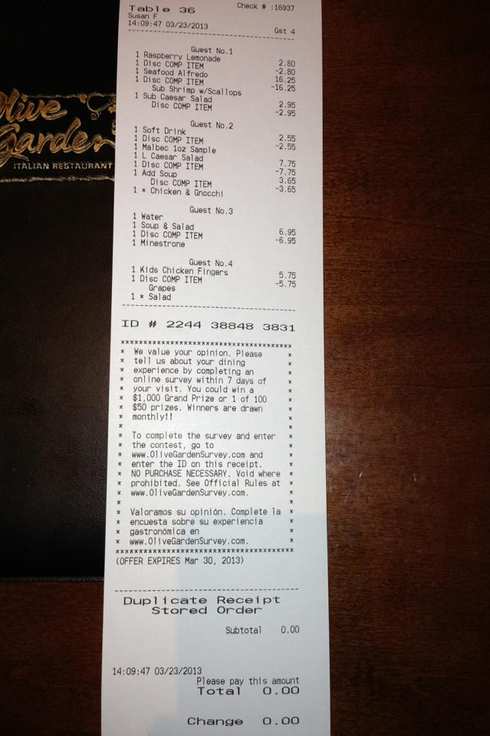 Olive
Garden
ITALIAN RESTAURANT
Table 36 Check # :16937
Susan F
14:09:47 03/23/2013
Gst 4
Guest No.1
1 Raspberry Lemonade 2.80
1 Disc COMP ITEM -2.80
1 Seafood Alfredo 16.25
1 Disc COMP ITEM -16.25
Sub Shrimp w/Scallops
1 Sub Caesar Salad 2.95
Disc COMP ITEM -2.95
Guest No.2
1 Soft Drink 2.55
1 Disc COMP ITEM -2.55
1 Malbec 1oz Sample
1 L Caesar Salad 7.75
1 Disc COMP ITEM -7.75
1 Add Soup 3.65
Disc COMP ITEM -3.65
1 * Chicken & Gnocchi
Guest No.3
1 Water
1 Soup & Salad 6.95
1 Disc COMP ITEM -6.95
1 Minestrone
Guest No.4
1 Kids Chicken Fingers 5.75
1 Disc COMP ITEM -5.75
Grapes
1 * Salad
ID # 2244 38848 3831
* We value your opinion. Please *
* tell us about your dining *
* experience by completing an *
* online survey within 7 days of *
* your visit. You could win a *
* $1,000 Grand Prize or 1 of 100 *
* $50 prizes. Winners are drawn *
* monthly!! *
* To complete the survey and enter *
* the contest, go to *
* www.OliveGardenSurvey.com and *
* enter the ID on this receipt. *
* NO PURCHASE NECESSARY. Void where *
* prohibited. See Official Rules at *
* www.OliveGardenSurvey.com. *
* Valoramos su opinión. Complete la *
* encuesta sobre su experiencia *
* gastronómica en *
* www.OliveGardenSurvey.com. *
(OFFER EXPIRES Mar 30, 2013)
Duplicate Receipt
Stored Order
Subtotal 0.00
14:09:47 03/23/2013
Please pay this amount
Total 0.00
Change 0.00